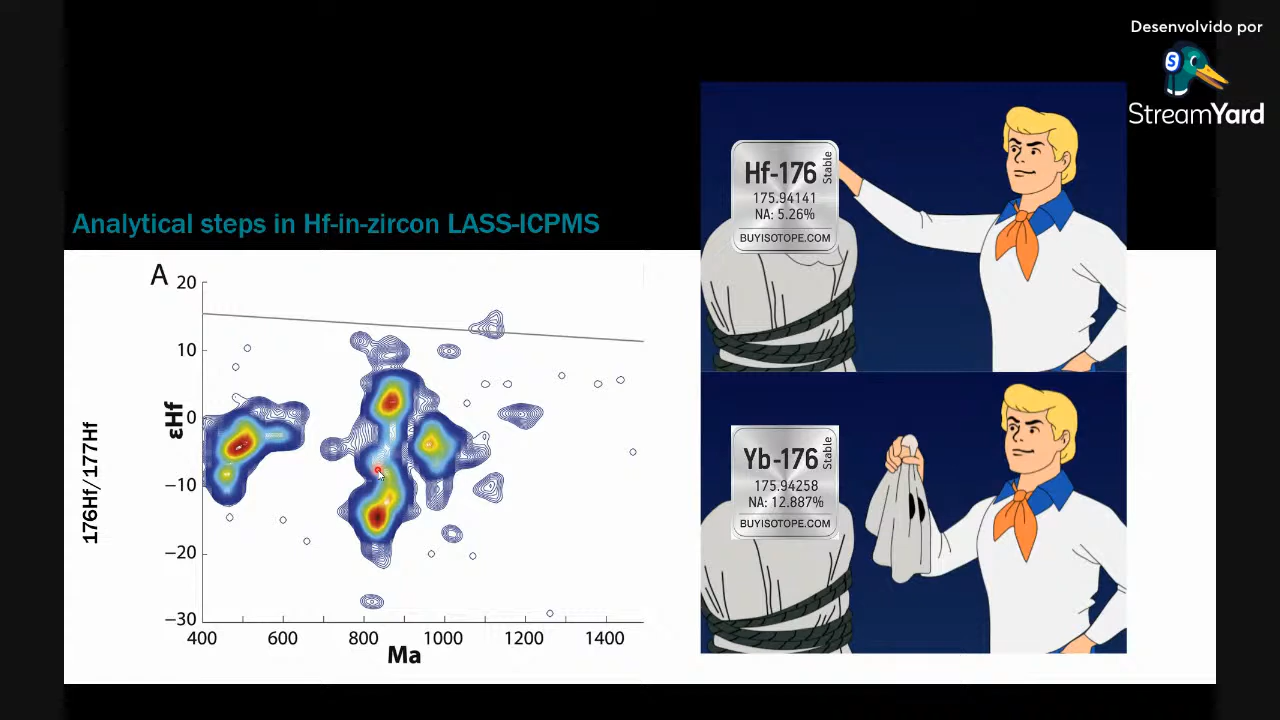 Desenvolvido por
S
StreamYard
Analytical steps in Hf-in-zircon LASS-ICPMS
A
20
10
0
−10
−20
−30
εHf
176Hf/177Hf
400 600 800 1000 1200 1400
Ma
Hf-176
Stable
175.94141
NA: 5.26%
BUYISOTOPE.COM
Yb-176
Stable
175.94258
NA: 12.887%
BUYISOTOPE.COM